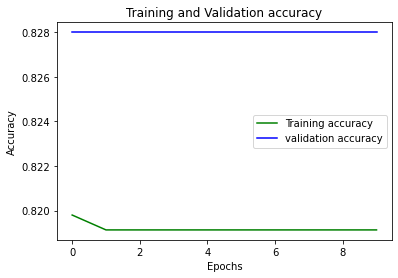 Training and Validation accuracy
0.828
0.826
0.824
0.822
0.820
Accuracy
Training accuracy
validation accuracy
0 2 4 6 8
Epochs